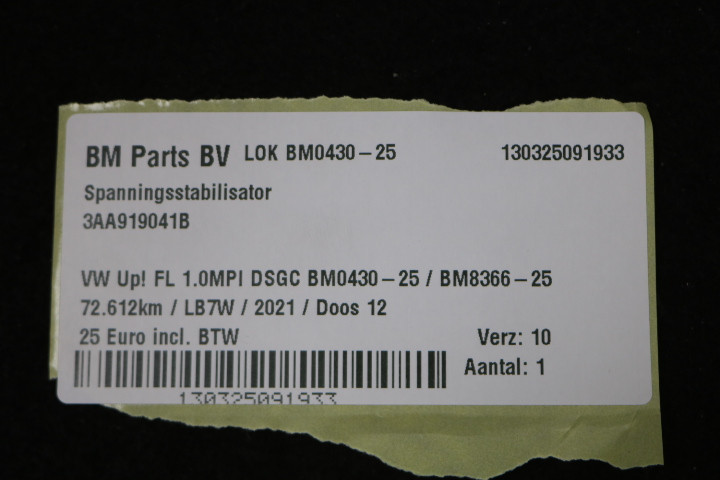 BM Parts BV LOK BM0430-25 130325091933
Spanningsstabilisator
3AA919041B
VW Up! FL 1.0MPI DSGC BM0430-25 / BM8366-25
72.612km / LB7W / 2021 / Doos 12
25 Euro incl. BTW Verz: 10
Aantal: 1
130325091933